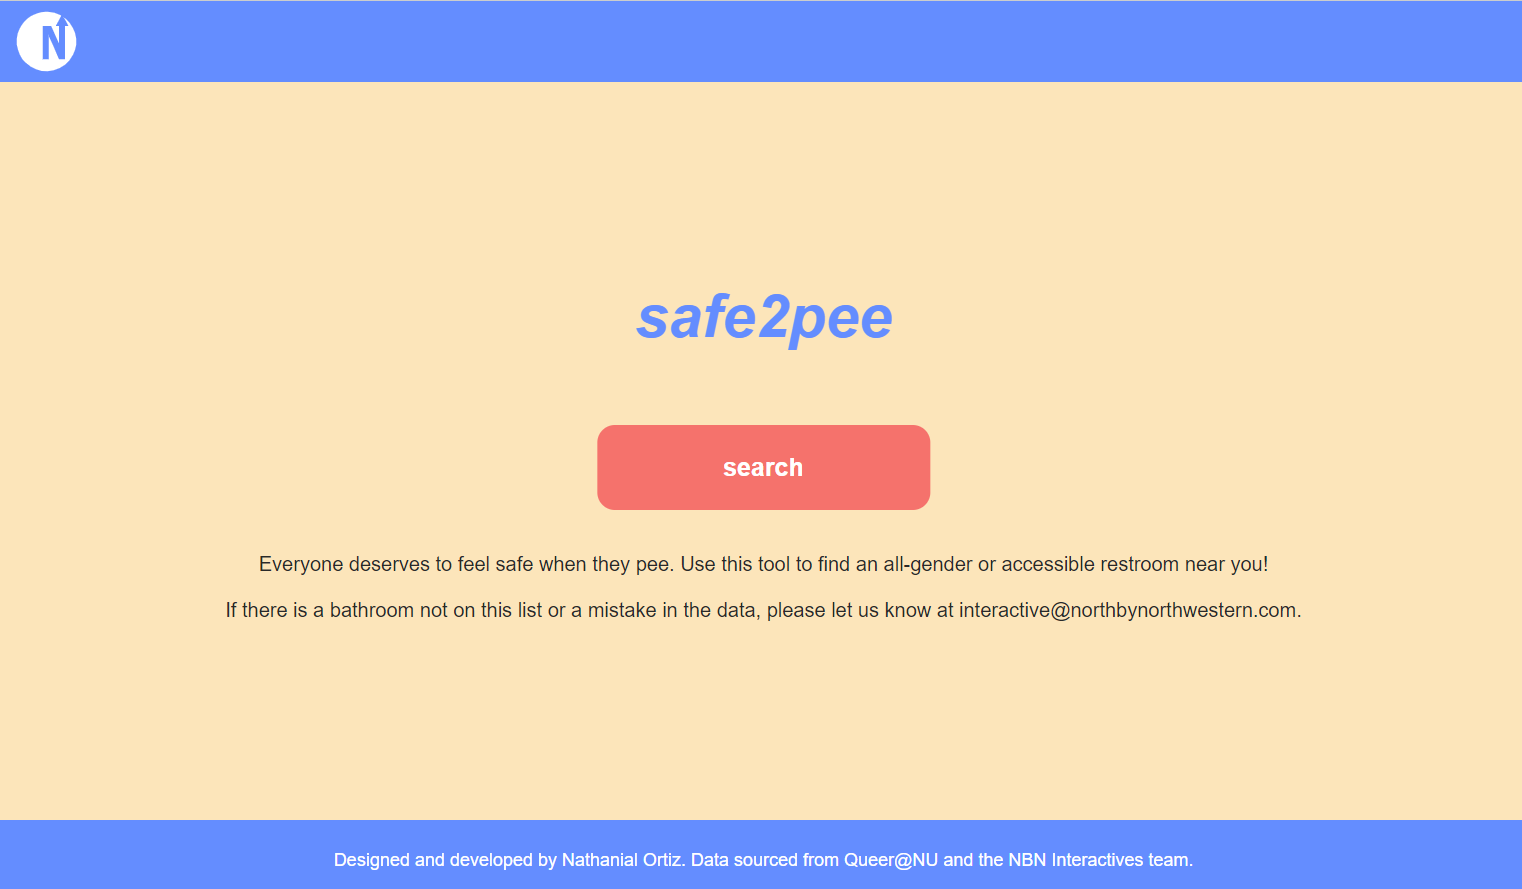 N
safe2pee
search
Everyone deserves to feel safe when they pee. Use this tool to find an all-gender or accessible restroom near you!
If there is a bathroom not on this list or a mistake in the data, please let us know at interactive@northbynorthwestern.com.
Designed and developed by Nathanial Ortiz. Data sourced from Queer@NU and the NBN Interactives team.